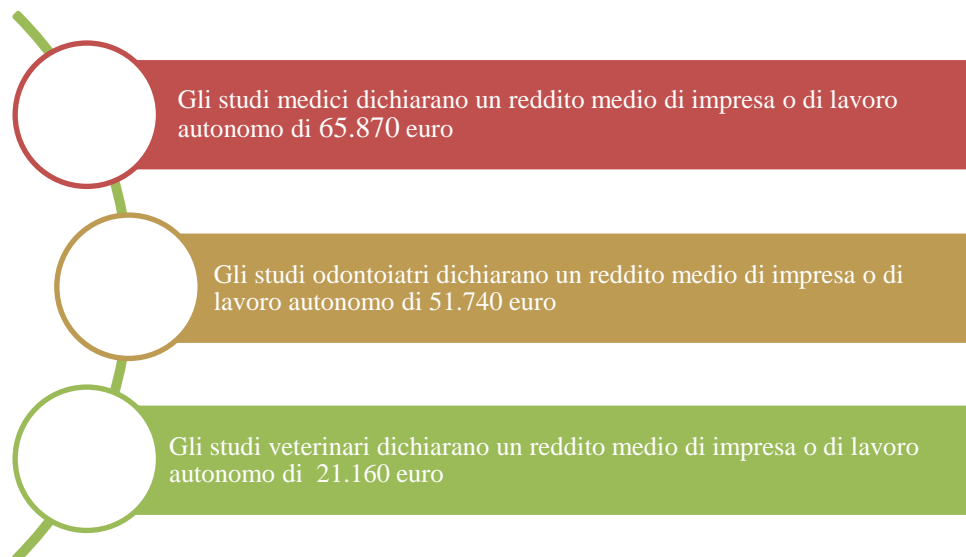 Gli studi medici dichiarano un reddito medio di impresa o di lavoro
autonomo di 65.870 euro
Gli studi odontoiatri dichiarano un reddito medio di impresa o di
lavoro autonomo di 51.740 euro
Gli studi veterinari dichiarano un reddito medio di impresa o di lavoro
autonomo di  21.160 euro